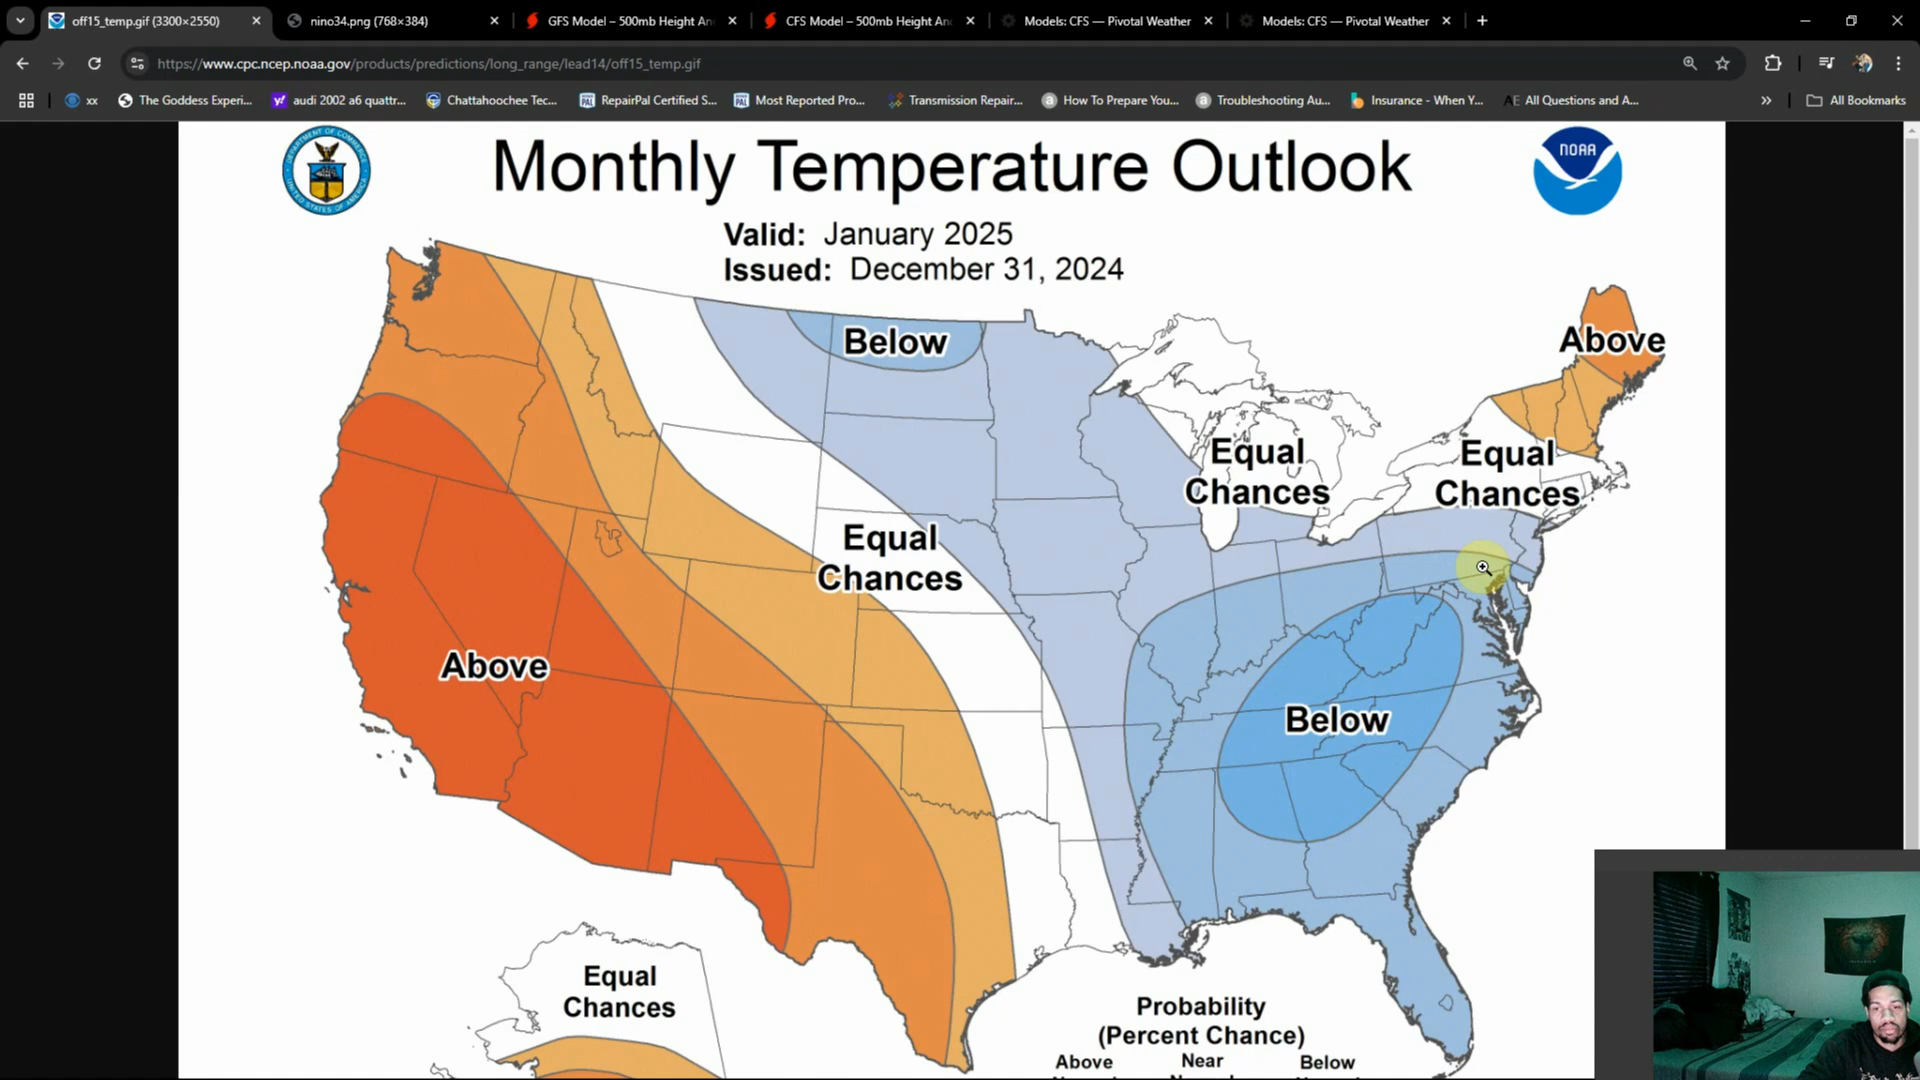 off15_temp.gif (3300×2550)
nino34.png (768×384)
GFS Model – 500mb Height An
CFS Model – 500mb Height An
Models: CFS — Pivotal Weather
Models: CFS — Pivotal Weather
https://www.cpc.ncep.noaa.gov/products/predictions/long_range/lead14/off15_temp.gif
xx
The Goddess Experi...
audi 2002 a6 quattr...
Chattahoochee Tec...
RepairPal Certified S...
Most Reported Pro...
Transmission Repair...
How To Prepare You...
Troubleshooting Au...
Insurance - When Y...
AE All Questions and A...
All Bookmarks
Monthly Temperature Outlook
NOAA
Valid: January 2025
Issued: December 31, 2024
Below
Above
Equal
Chances
Equal
Chances
Equal
Chances
Above
Below
Equal
Chances
Probability
(Percent Chance)
Above
Near
Below